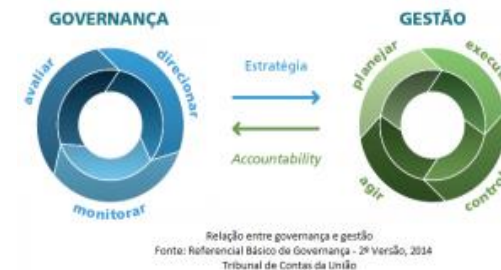 GOVERNANÇA
GESTÃO
avaliar
direcionar
monitorar
Estratégia
Accountability
planejar
agir
Relação entre governança e gestão
Fonte: Referencial Básico de Governança - 2ª Versão, 2014
Tribunal de Contas da União